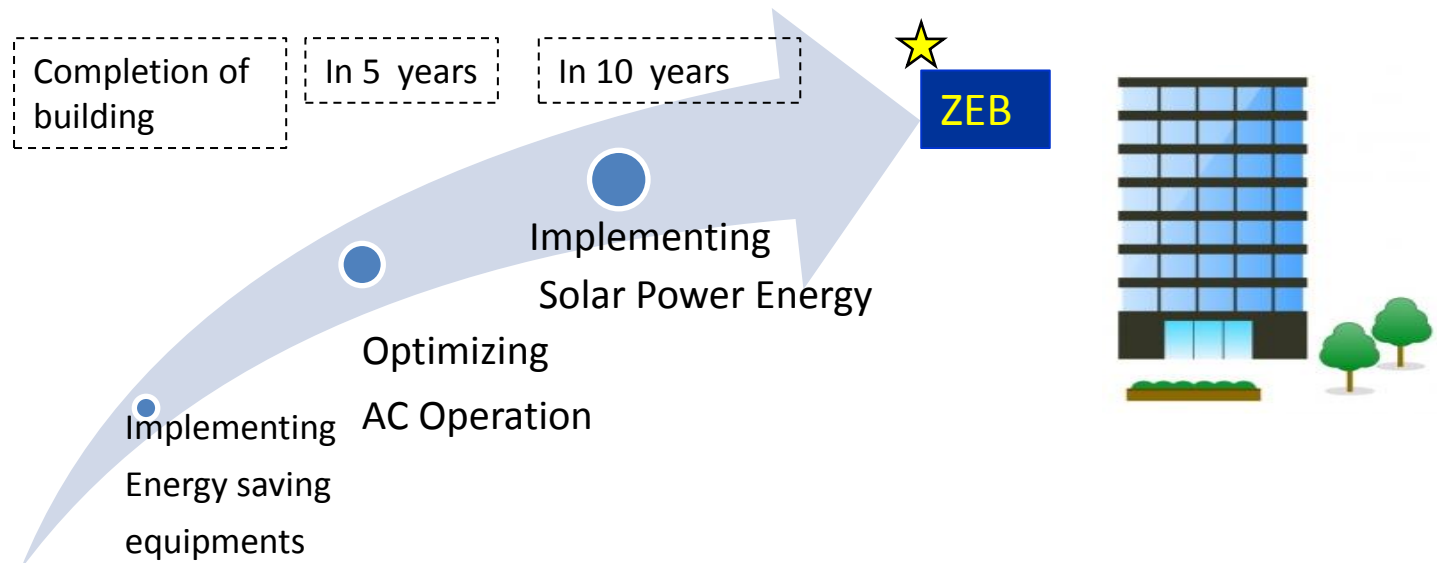 Completion of
building
In 5 years
In 10 years
ZEB
Implementing
Solar Power Energy
Optimizing
AC Operation
Implementing
Energy saving
equipments